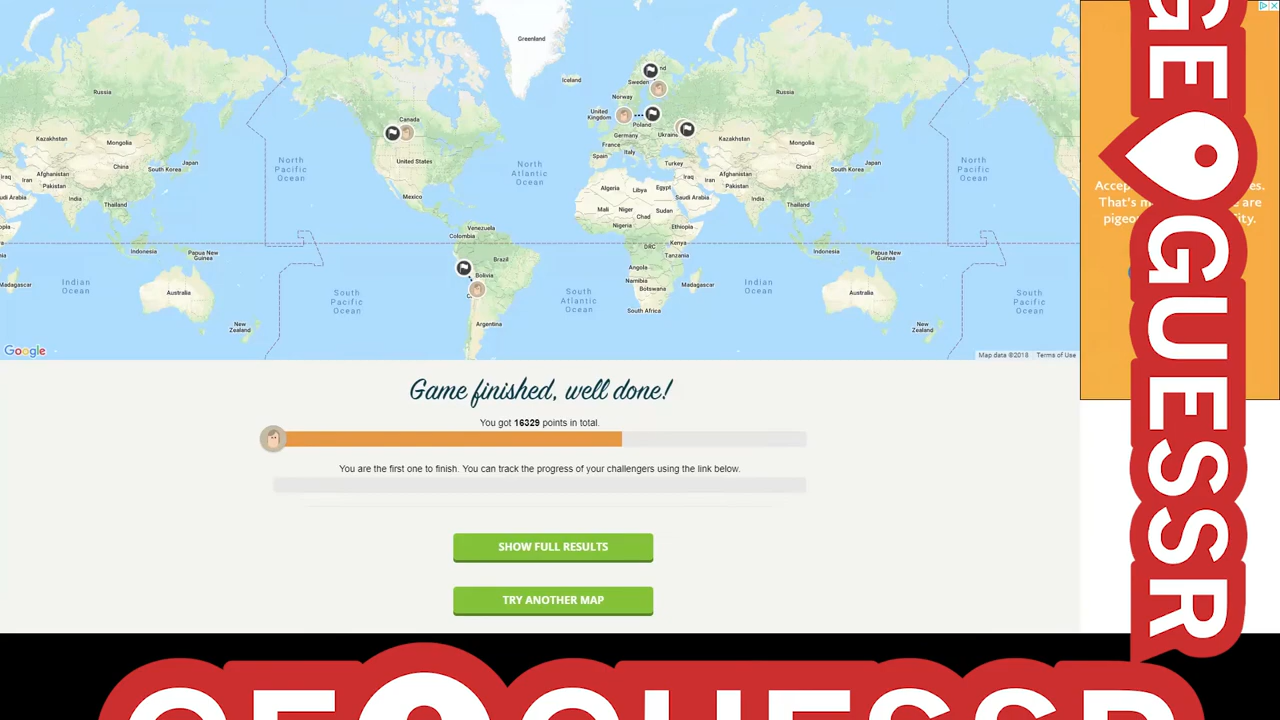 Greenland
Iceland
Russia
Sweden
Norway
Russia
United
Kingdom
Poland
Canada
Kazakhstan
Mongolia
Germany
Ukraine
Kazakhstan
Mongolia
France
Italy
North
Pacific
Ocean
United States
North
Atlantic
Ocean
Spain
Turkey
China
Japan
South Korea
China
Japan
South Korea
North
Pacific
Ocean
Iraq
Iran
Afghanistan
Pakistan
Algeria
Libya
Egypt
Iraq
Iran
Afghanistan
Pakistan
Saudi Arabia
India
Mexico
Mali
Niger
Chad
Sudan
Saudi Arabia
India
Thailand
Nigeria
Ethiopia
Thailand
Venezuela
Colombia
DRC
Kenya
Indonesia
Papua New
Guinea
Brazil
Tanzania
Indonesia
Papua New
Guinea
Angola
Bolivia
Namibia
Botswana
Madagascar
Madagascar
Indian
Ocean
Australia
South
Pacific
Ocean
South
Atlantic
Ocean
South Africa
Indian
Ocean
Australia
South
Pacific
Ocean
New
Zealand
Argentina
New
Zealand
Google
Map data ©2018
Terms of Use
Game finished, well done!
You got 16329 points in total.
You are the first one to finish. You can track the progress of your challengers using the link below.
SHOW FULL RESULTS
TRY ANOTHER MAP
GEOGUESSR